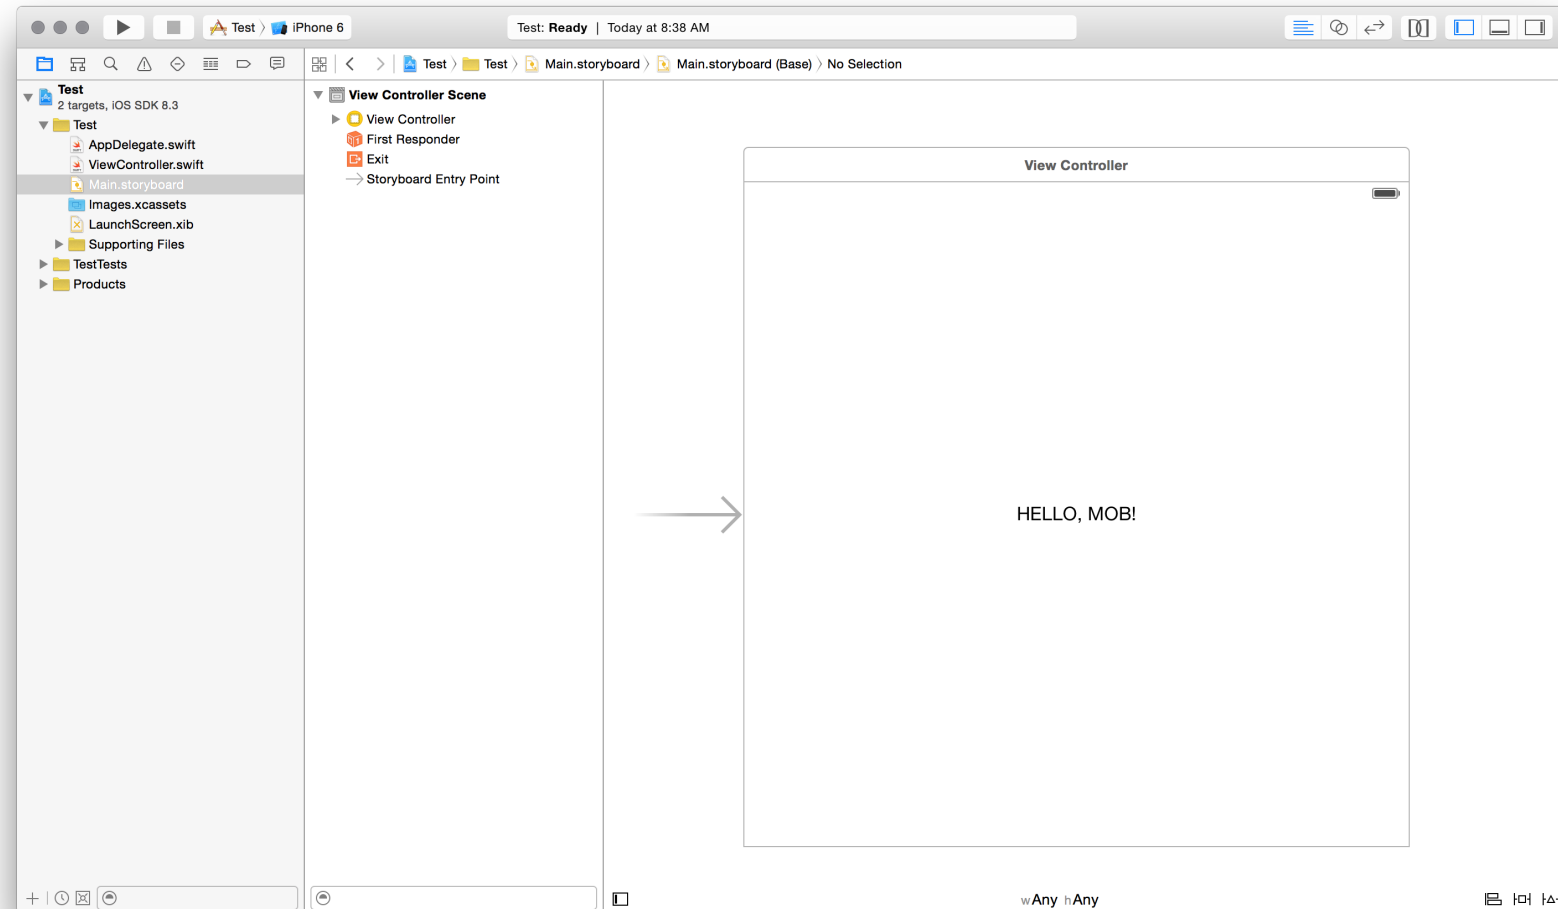 Test iPhone 6
Test: Ready | Today at 8:38 AM
Test Test Main.storyboard Main.storyboard (Base) No Selection
Test
2 targets, iOS SDK 8.3
Test
AppDelegate.swift
ViewController.swift
Main.storyboard
Images.xcassets
LaunchScreen.xib
Supporting Files
TestTests
Products
View Controller Scene
View Controller
First Responder
Exit
Storyboard Entry Point
View Controller
HELLO, MOB!
wAny hAny